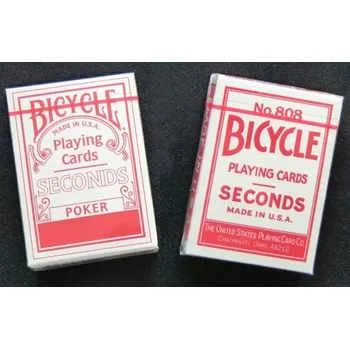 BICYCLE
MADE IN U.S.A.
Playing
Cards
SECONDS
POKER
No. 808
BICYCLE
PLAYING CARDS
SECONDS
MADE IN U.S.A.
THE UNITED STATES PLAYING CARD CO.
CINCINNATI, OHIO 45212